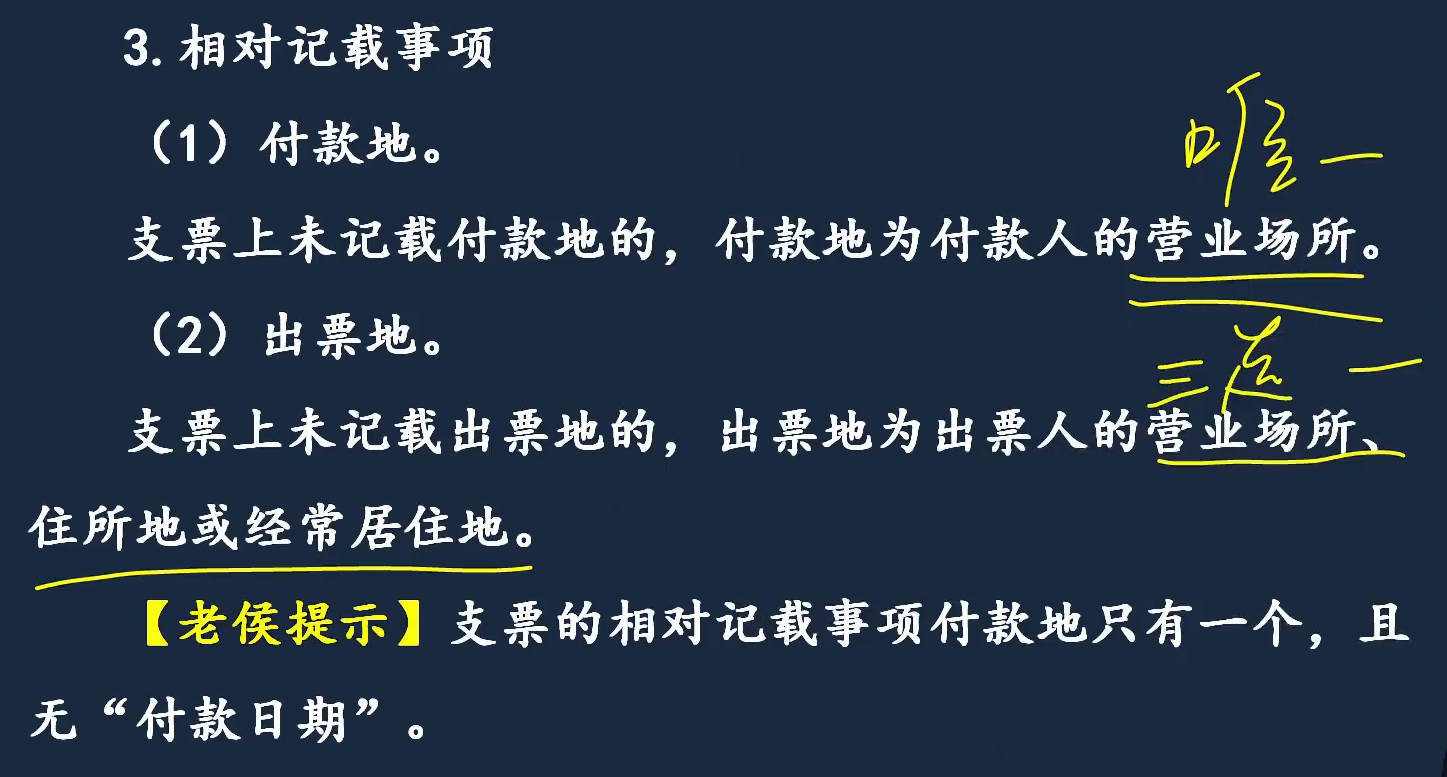 3. 相对记载事项
（1）付款地。
唯一
支票上未记载付款地的，付款地为付款人的营业场所。
（2）出票地。
三选一
支票上未记载出票地的，出票地为出票人的营业场所、
住所地或经常居住地。
【老侯提示】支票的相对记载事项付款地只有一个，且
无“付款日期”。